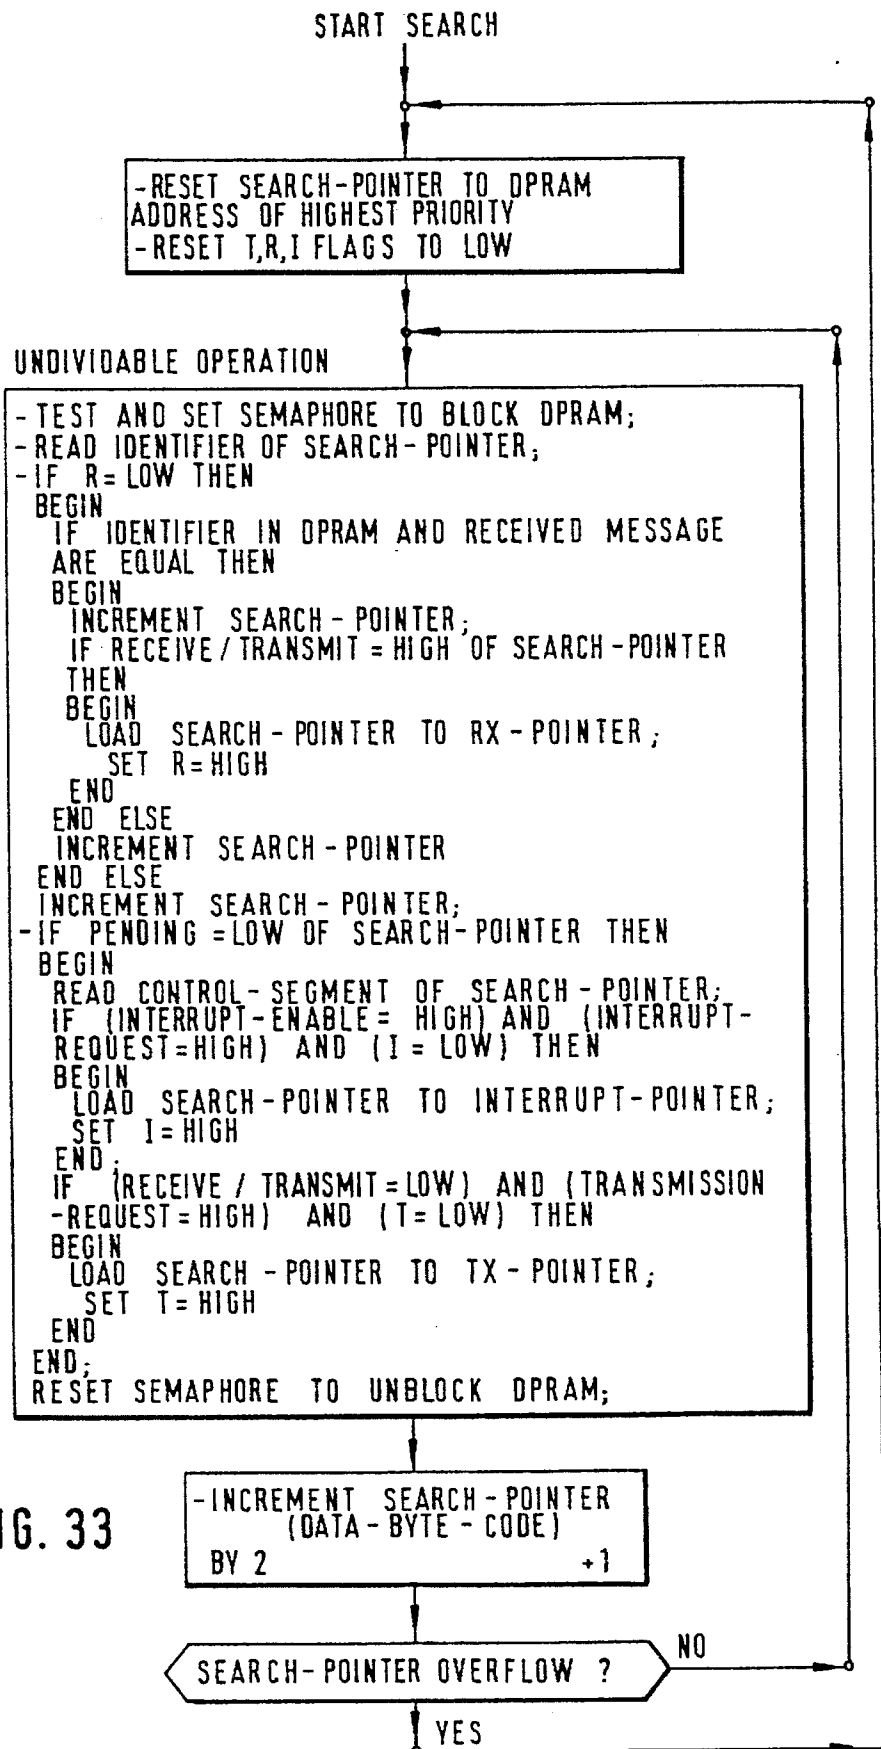 START SEARCH
-RESET SEARCH-POINTER TO DPRAM
ADDRESS OF HIGHEST PRIORITY
-RESET T,R,I FLAGS TO LOW
UNDIVIDABLE OPERATION
-TEST AND SET SEMAPHORE TO BLOCK DPRAM;
-READ IDENTIFIER OF SEARCH-POINTER;
-IF R=LOW THEN
BEGIN
IF IDENTIFIER IN DPRAM AND RECEIVED MESSAGE
ARE EQUAL THEN
BEGIN
INCREMENT SEARCH-POINTER;
IF RECEIVE/TRANSMIT=HIGH OF SEARCH-POINTER
THEN
BEGIN
LOAD SEARCH-POINTER TO RX-POINTER;
SET R=HIGH
END
END ELSE
INCREMENT SEARCH-POINTER
END ELSE
INCREMENT SEARCH-POINTER;
-IF PENDING=LOW OF SEARCH-POINTER THEN
BEGIN
READ CONTROL-SEGMENT OF SEARCH-POINTER;
IF (INTERRUPT-ENABLE= HIGH) AND (INTERRUPT-
REQUEST=HIGH) AND (I=LOW) THEN
BEGIN
LOAD SEARCH-POINTER TO INTERRUPT-POINTER;
SET I=HIGH
END;
IF (RECEIVE / TRANSMIT=LOW) AND (TRANSMISSION
-REQUEST=HIGH) AND (T=LOW) THEN
BEGIN
LOAD SEARCH-POINTER TO TX-POINTER;
SET T=HIGH
END
END;
RESET SEMAPHORE TO UNBLOCK DPRAM;
-INCREMENT SEARCH-POINTER
(DATA-BYTE-CODE)
BY 2 +1
IG. 33
SEARCH-POINTER OVERFLOW ?
NO
YES